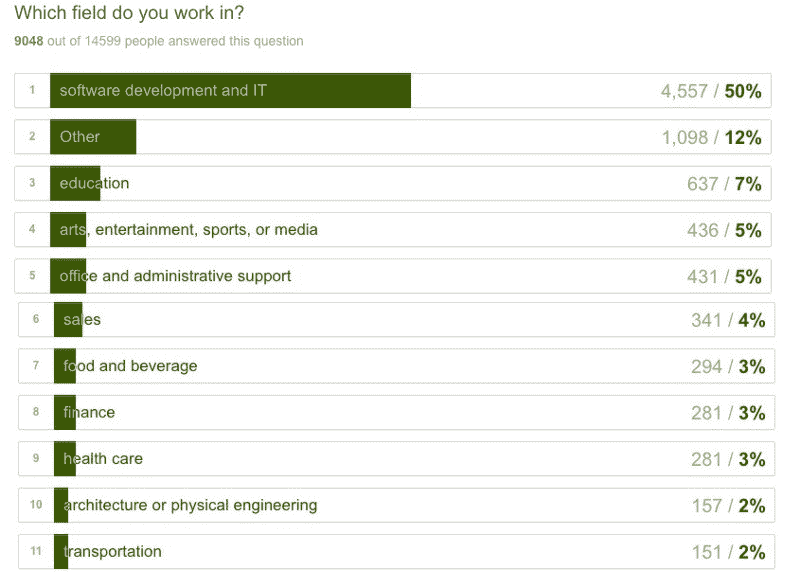 Which field do you work in?
9048 out of 14599 people answered this question
1 software development and IT 4,557 / 50%
2 Other 1,098 / 12%
3 education 637 / 7%
4 arts, entertainment, sports, or media 436 / 5%
5 office and administrative support 431 / 5%
6 sales 341 / 4%
7 food and beverage 294 / 3%
8 finance 281 / 3%
9 health care 281 / 3%
10 architecture or physical engineering 157 / 2%
11 transportation 151 / 2%